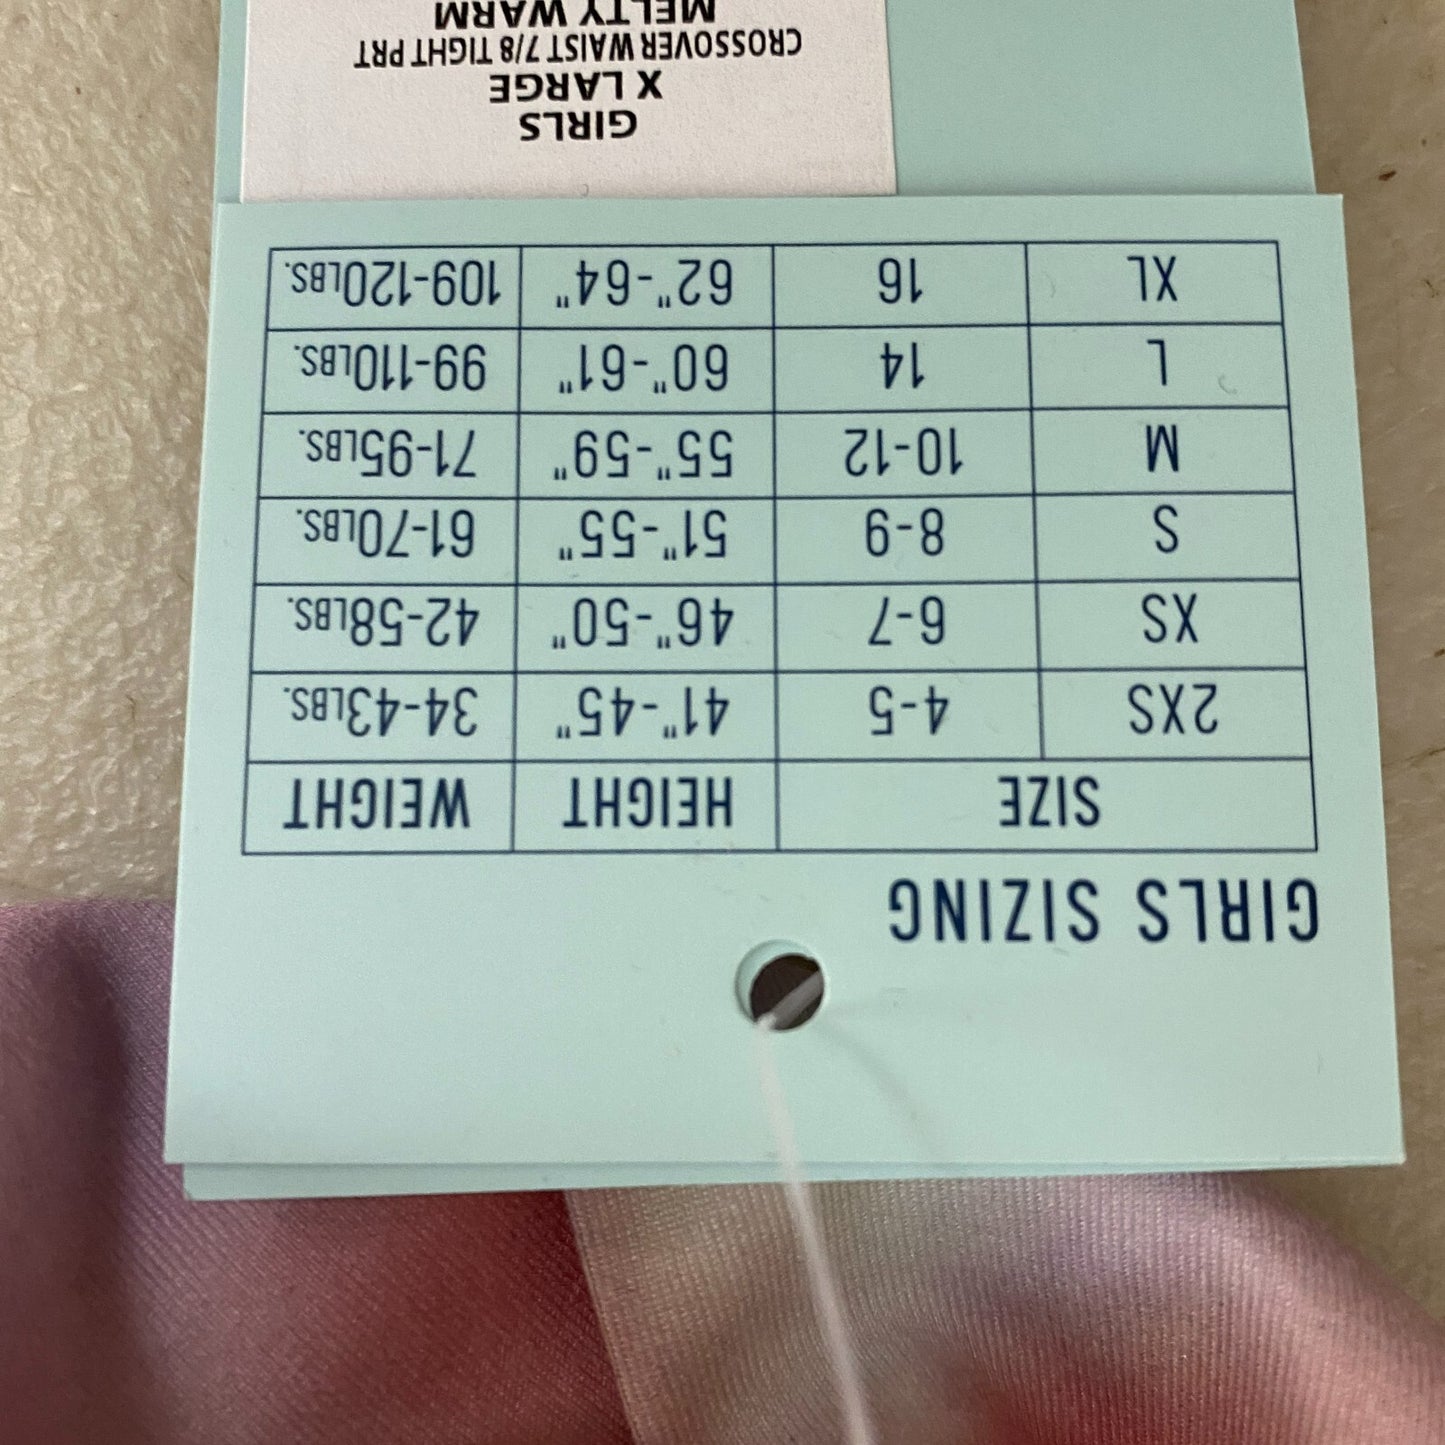 GIRLS SIZING
SIZE HEIGHT WEIGHT
2XS 4-5 41"-45" 34-43LBS.
XS 6-7 46"-50" 42-58LBS.
S 8-9 51"-55" 61-70LBS.
M 10-12 55"-59" 71-95LBS.
L 14 60"-61" 99-110LBS.
XL 16 62"-64" 109-120LBS.
GIRLS
X LARGE
CROSSOVER WAIST 7/8 TIGHT PRT
MELTY WARM